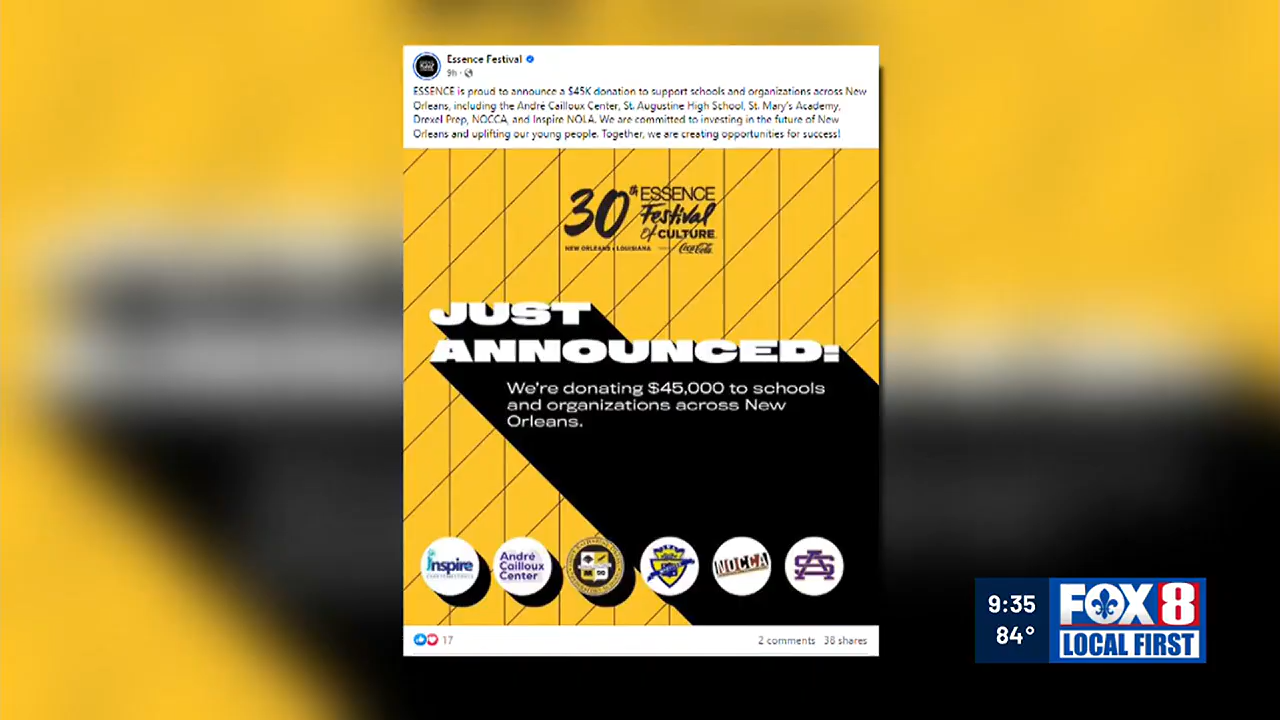 Essence Festival
9h
ESSENCE is proud to announce a $45K donation to support schools and organizations across New
Orleans, including the André Cailloux Center, St. Augustine High School, St. Mary's Academy,
Drexel Prep, NOCCA, and Inspire NOLA. We are committed to investing in the future of New
Orleans and uplifting our young people. Together, we are creating opportunities for success!
30th ESSENCE
Festival
of CULTURE
NEW ORLEANS LOUISIANA
Coca-Cola
JUST
ANNOUNCED:
We're donating $45,000 to schools
and organizations across New
Orleans.
Inspire
André
Cailloux
Center
NOCCA
17
2 comments 38 shares
9:35
84°
FOX 8
LOCAL FIRST